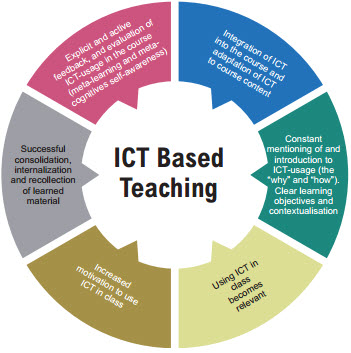 ICT Based
Teaching
Integration of ICT
into the course and
adaptation of ICT
to course content
Constant
mentioning of and
introduction to
ICT-usage (the
"why" and "how").
Clear learning
objectives and
contextualisation
Using ICT in
class
becomes
relevant
Increased
motivation to use
ICT in class
Successful
consolidation,
internalization
and recollection
of learned
material
Explicit and active
feedback, and evaluation of
ICT-usage in the course
(meta-learning and meta-
cognitives self-awareness)